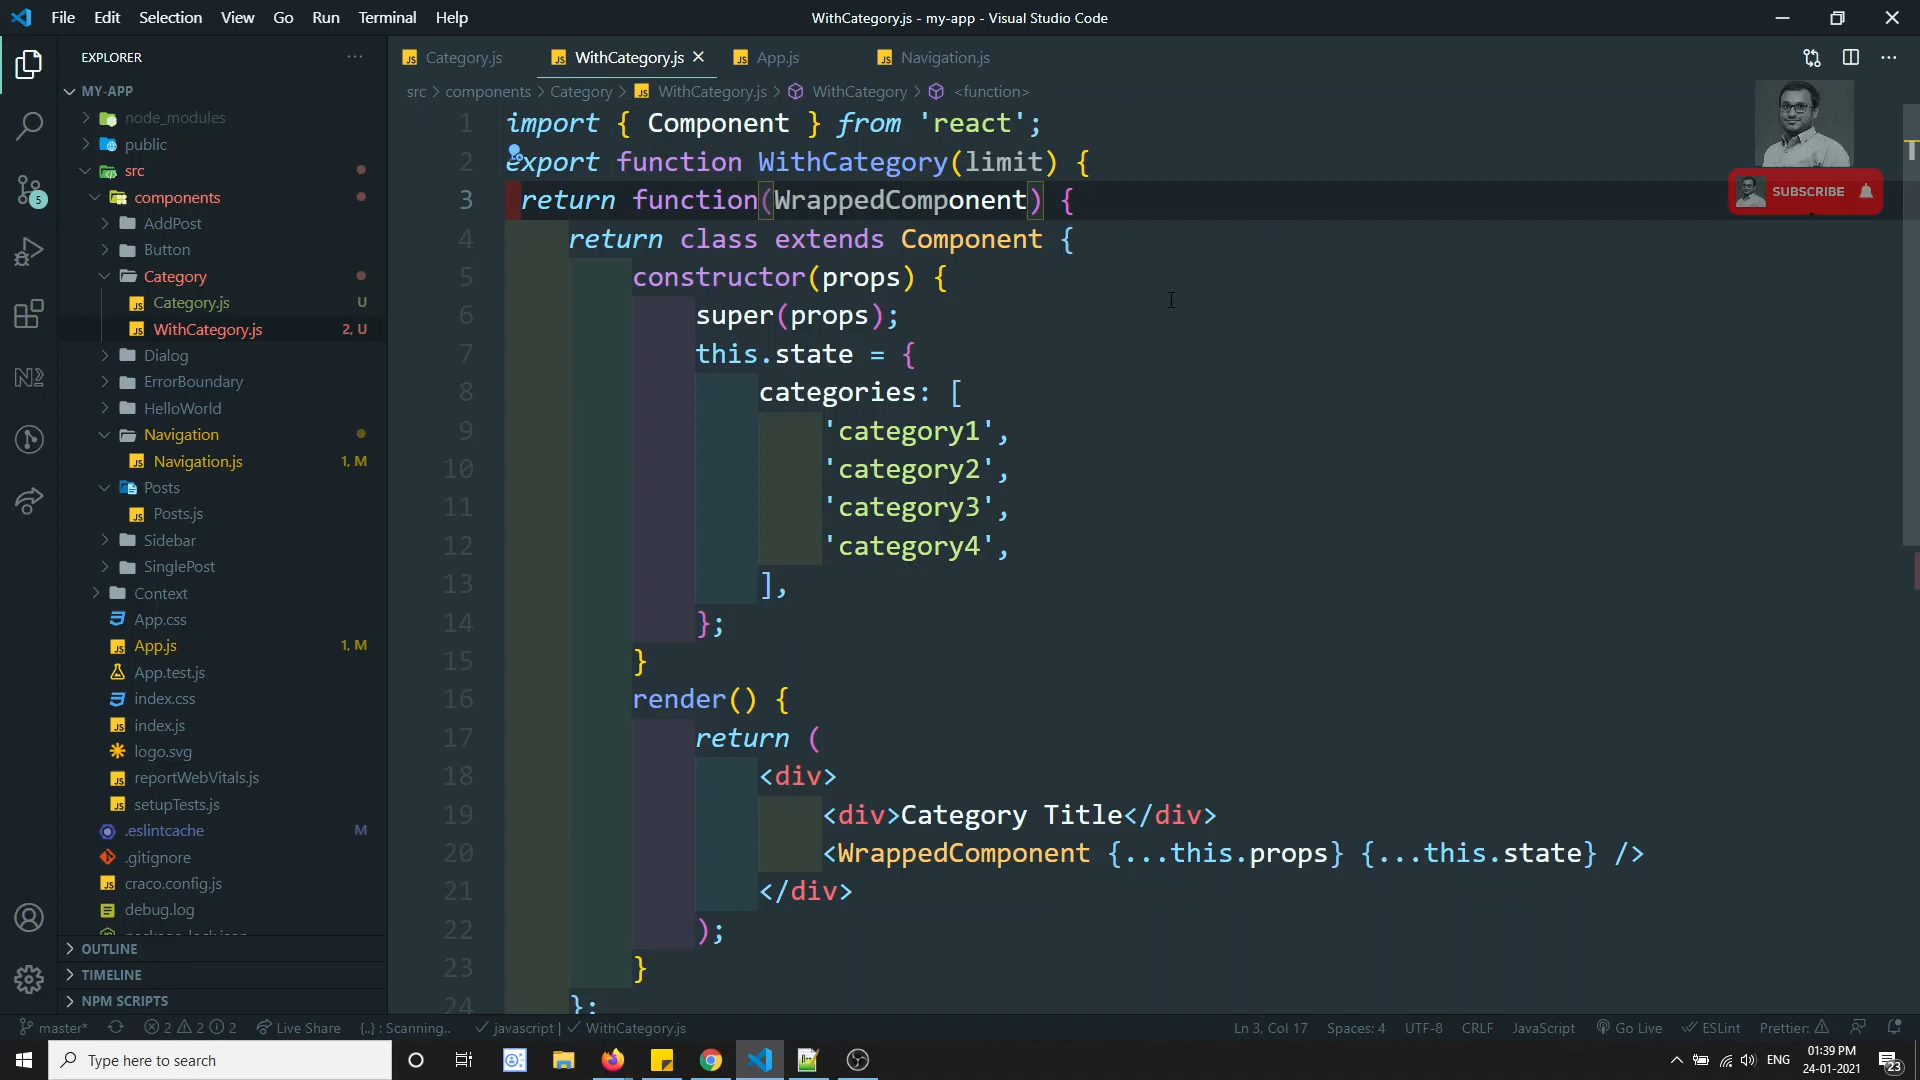 File Edit Selection View Go Run Terminal Help
WithCategory.js - my-app - Visual Studio Code
EXPLORER
MY-APP
node_modules
public
src
components
AddPost
Button
Category
Category.js U
WithCategory.js 2, U
Dialog
ErrorBoundary
HelloWorld
Navigation
Navigation.js 1, M
Posts
Posts.js
Sidebar
SinglePost
Context
App.css
App.js 1, M
App.test.js
index.css
index.js
logo.svg
reportWebVitals.js
setupTests.js
.eslintcache M
.gitignore
craco.config.js
debug.log
OUTLINE
TIMELINE
NPM SCRIPTS
5
Category.js WithCategory.js App.js Navigation.js
src > components > Category > WithCategory.js > WithCategory > <function>
1 import { Component } from 'react';
2 export function WithCategory(limit) {
3 return function(WrappedComponent) {
4 return class extends Component {
5 constructor(props) {
6 super(props);
7 this.state = {
8 categories: [
9 'category1',
10 'category2',
11 'category3',
12 'category4',
13 ],
14 };
15 }
16 render() {
17 return (
18 <div>
19 <div>Category Title</div>
20 <WrappedComponent {...this.props} {...this.state} />
21 </div>
22 );
23 }
24 };
SUBSCRIBE
master* 2 2 2 Live Share {..} : Scanning.. javascript | WithCategory.js
Ln 3, Col 17 Spaces: 4 UTF-8 CRLF JavaScript Go Live ESLint Prettier:
Type here to search
ENG
01:39 PM
24-01-2021
23